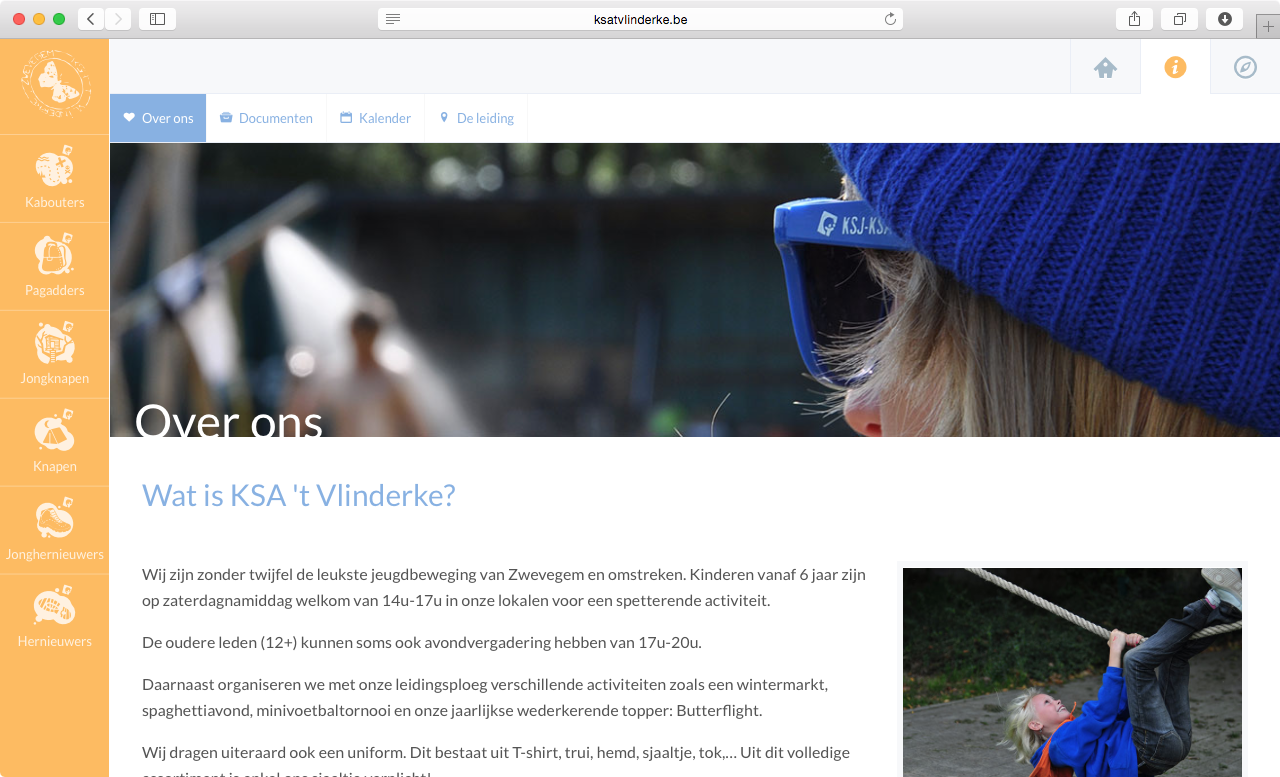 ksatvlinderke.be
Over ons
Documenten
Kalender
De leiding
Kabouters
Pagadders
Jongknapen
Knapen
Jonghernieuwers
Hernieuwers
KSJ-KSA
Over ons
Wat is KSA 't Vlinderke?
Wij zijn zonder twijfel de leukste jeugdbeweging van Zwevegem en omstreken. Kinderen vanaf 6 jaar zijn
op zaterdagnamiddag welkom van 14u-17u in onze lokalen voor een spetterende activiteit.
De oudere leden (12+) kunnen soms ook avondvergadering hebben van 17u-20u.
Daarnaast organiseren we met onze leidingsploeg verschillende activiteiten zoals een wintermarkt,
spaghettiavond, minivoetbaltornooi en onze jaarlijkse wederkerende topper: Butterflight.
Wij dragen uiteraard ook een uniform. Dit bestaat uit T-shirt, trui, hemd, sjaaltje, tok,... Uit dit volledige